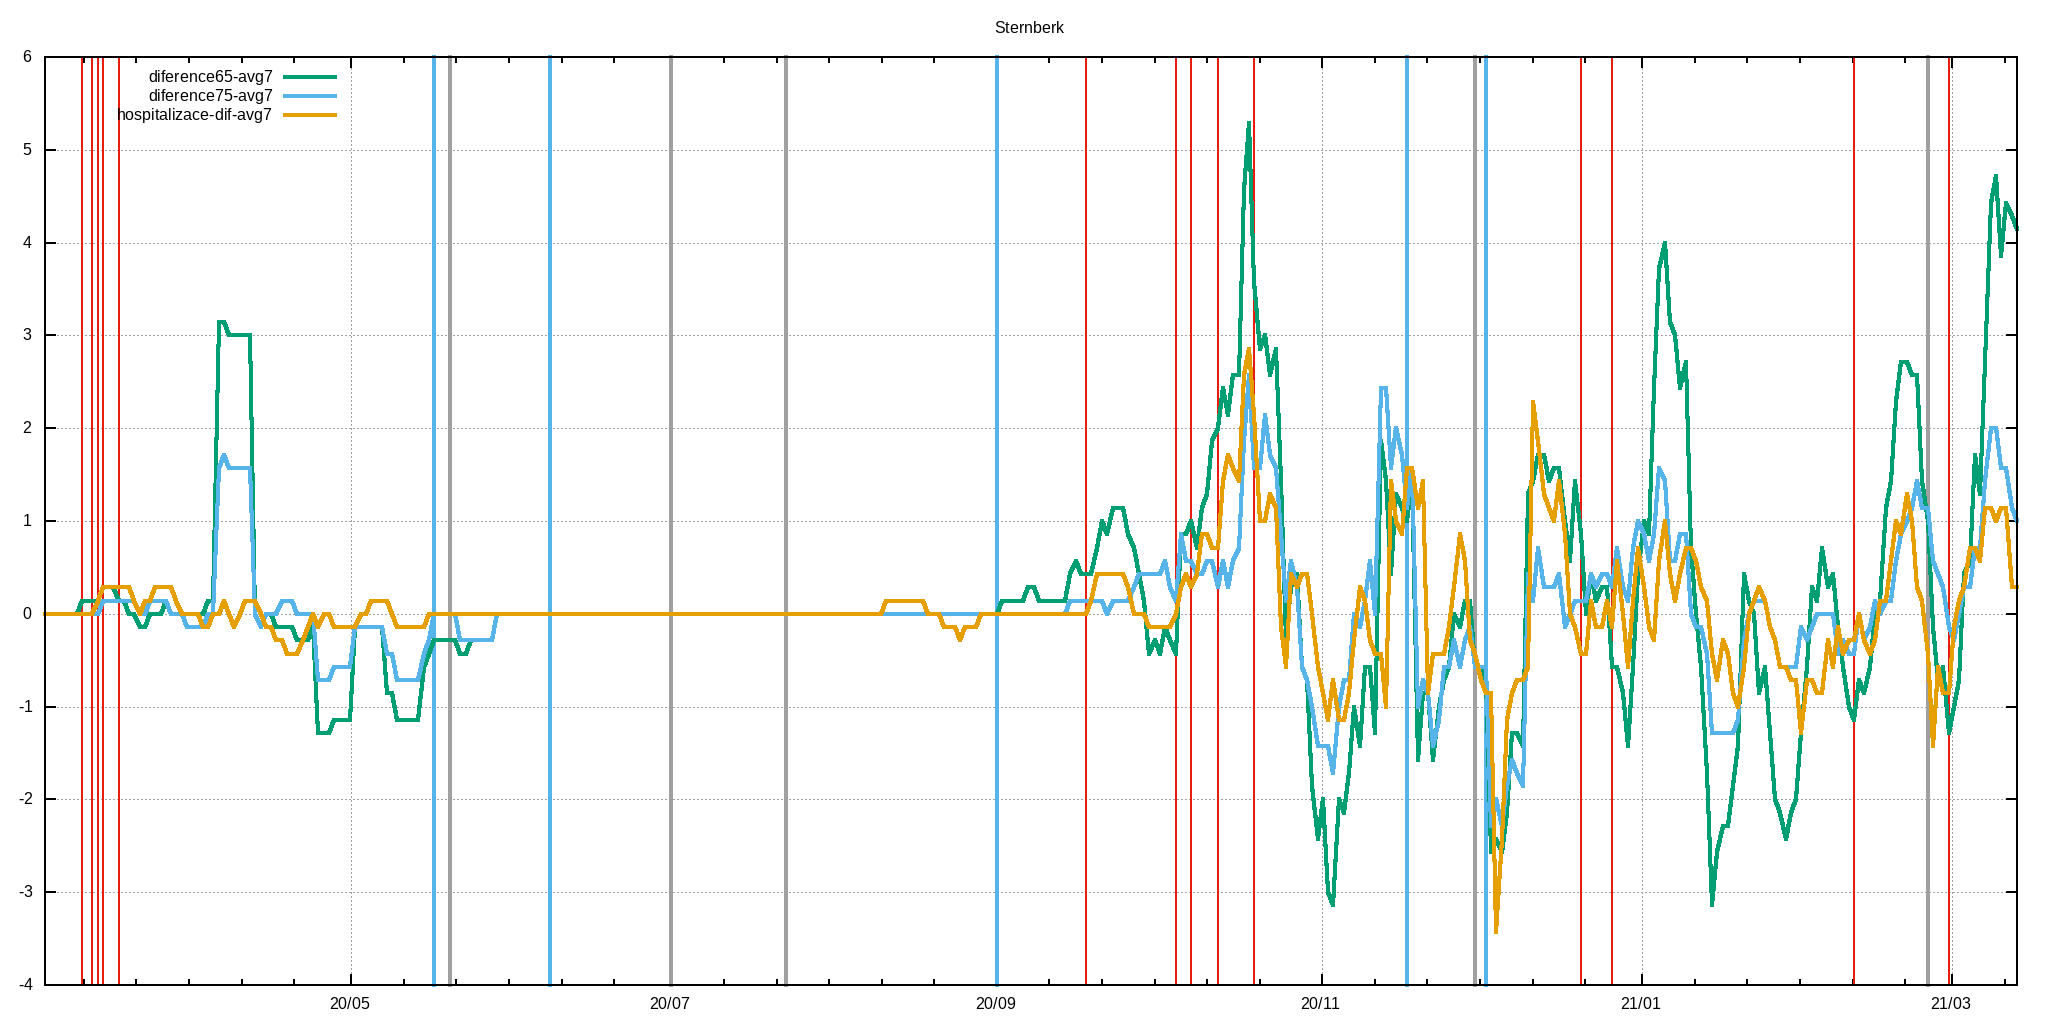 Sternberk
6
diference65-avg7
diference75-avg7
hospitalizace-dif-avg7
5
4
3
2
1
0
-1
-2
-3
-4
20/05 20/07 20/09 20/11 21/01 21/03